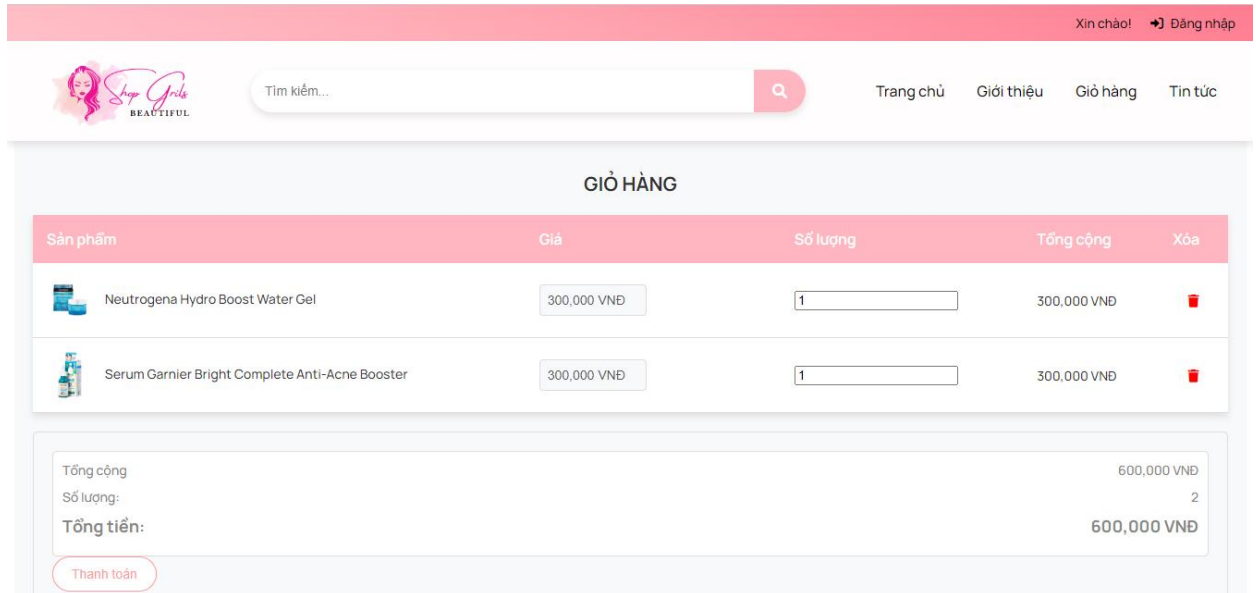 Xin chào! Đăng nhập
Shop Grils
BEAUTIFUL
Tìm kiếm...
Trang chủ Giới thiệu Giỏ hàng Tin tức
GIỎ HÀNG
Sản phẩm Giá Số lượng Tổng cộng Xóa
Neutrogena Hydro Boost Water Gel 300,000 VNĐ 1 300,000 VNĐ
Serum Garnier Bright Complete Anti-Acne Booster 300,000 VNĐ 1 300,000 VNĐ
Tổng cộng 600,000 VNĐ
Số lượng: 2
Tổng tiền: 600,000 VNĐ
Thanh toán